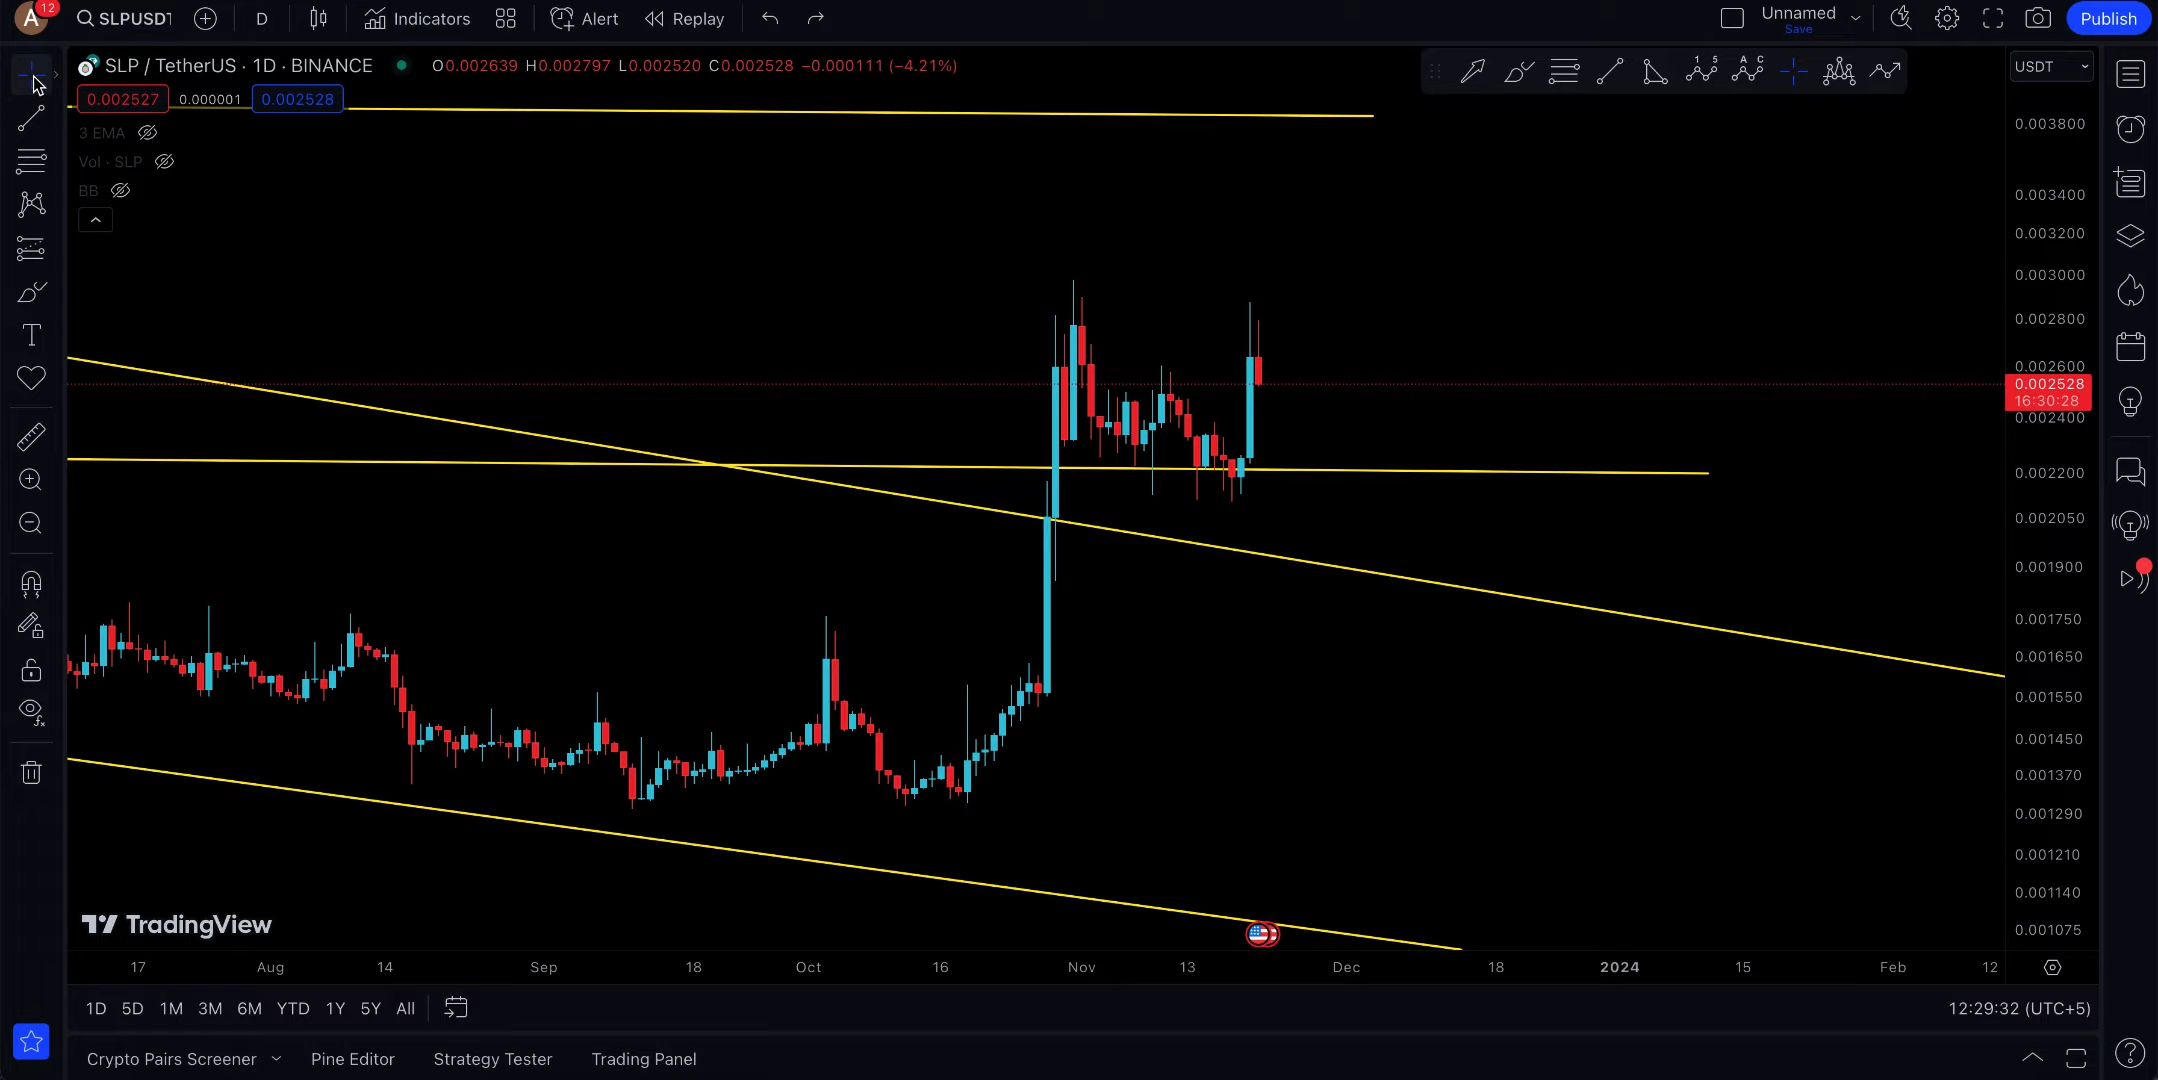 A 12 SLPUSDT D Indicators Alert Replay Unnamed Save Publish
SLP / TetherUS · 1D · BINANCE O0.002639 H0.002797 L0.002520 C0.002528 −0.000111 (−4.21%)
USDT
0.002527 0.000001 0.002528
3 EMA
Vol · SLP
BB
1 5
A C
0.003800
0.003400
0.003200
0.003000
0.002800
0.002600
0.002528
16:30:28
0.002400
0.002200
0.002050
0.001900
0.001750
0.001650
0.001550
0.001450
0.001370
0.001290
0.001210
0.001140
0.001075
TradingView
17 Aug 14 Sep 18 Oct 16 Nov 13 Dec 18 2024 15 Feb 12
1D 5D 1M 3M 6M YTD 1Y 5Y All 12:29:32 (UTC+5)
Crypto Pairs Screener Pine Editor Strategy Tester Trading Panel